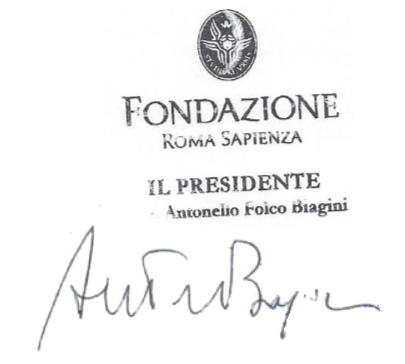 FONDAZIONE
ROMA SAPIENZA
IL PRESIDENTE
Antonello Folco Biagini